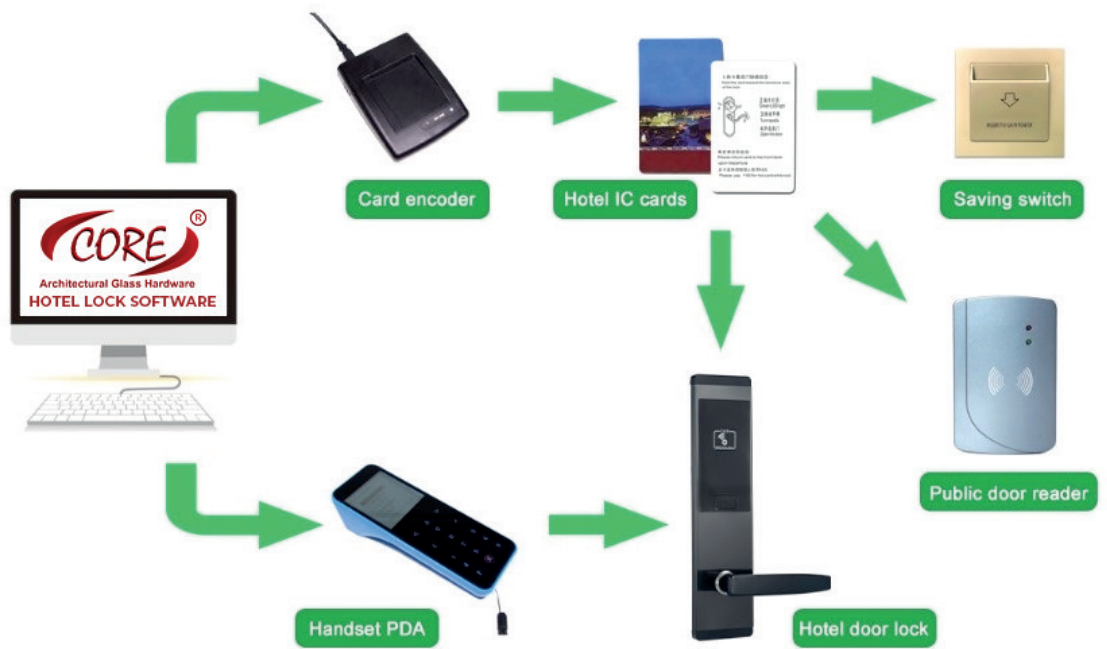 CORE®
Architectural Glass Hardware
HOTEL LOCK SOFTWARE
Card encoder
Hotel IC cards
Saving switch
Public door reader
Handset PDA
Hotel door lock